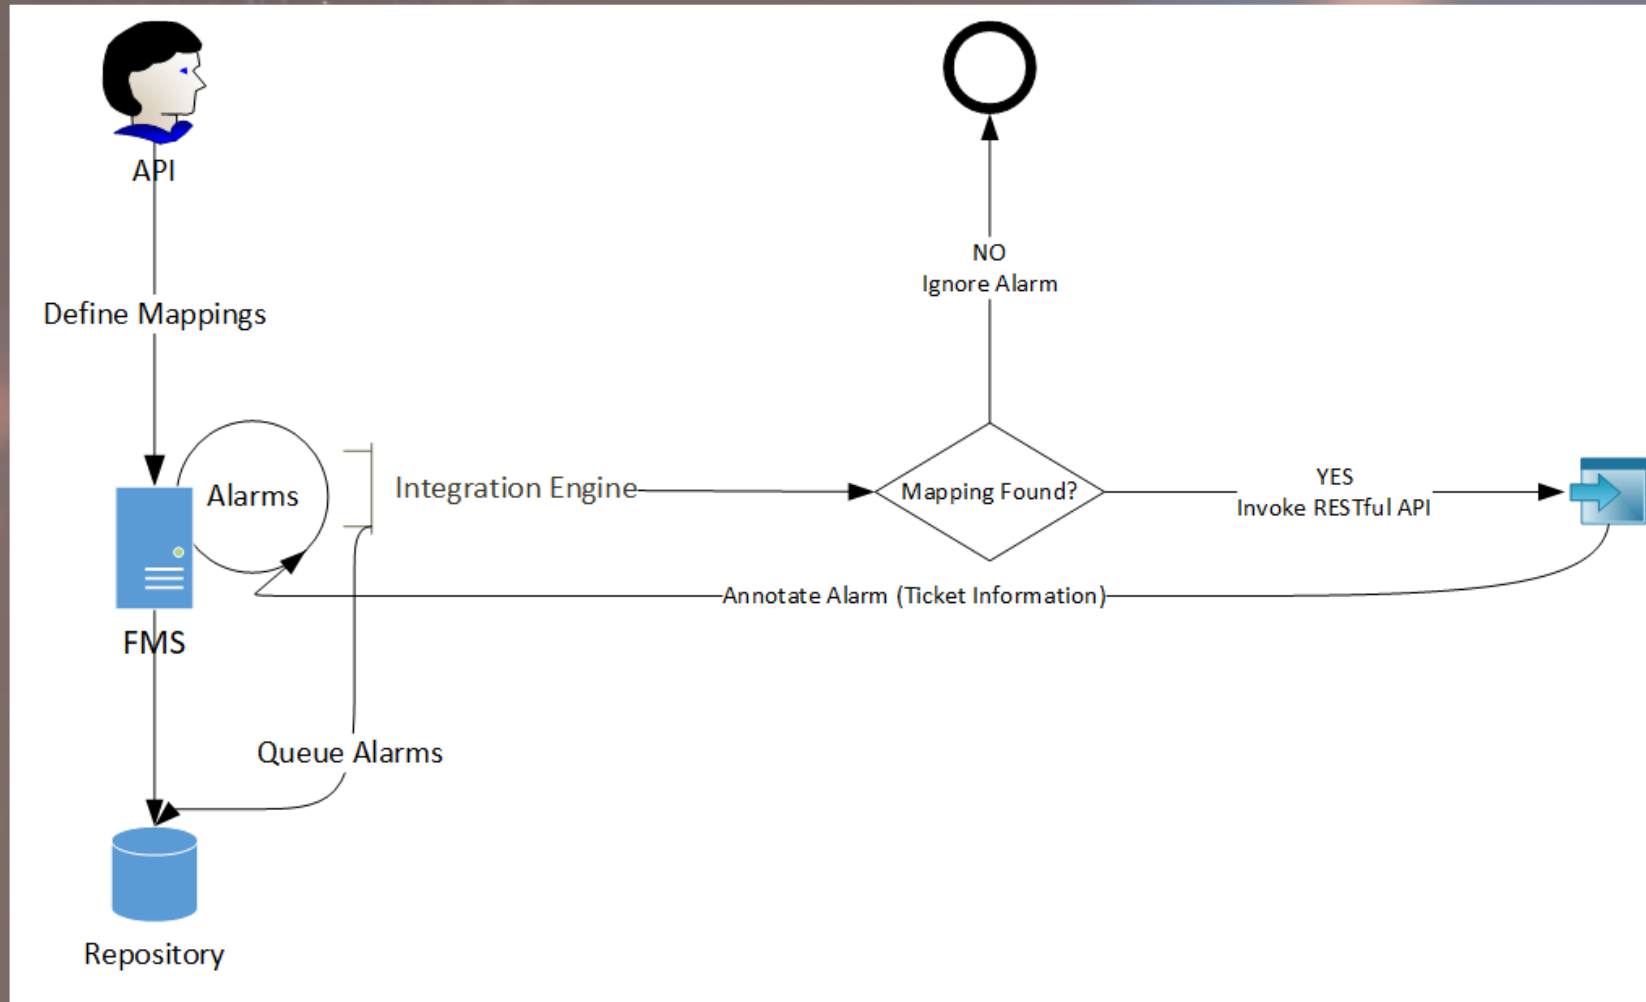 API
Define Mappings
NO
Ignore Alarm
Alarms
Integration Engine
Mapping Found?
YES
Invoke RESTful API
Annotate Alarm (Ticket Information)
FMS
Queue Alarms
Repository